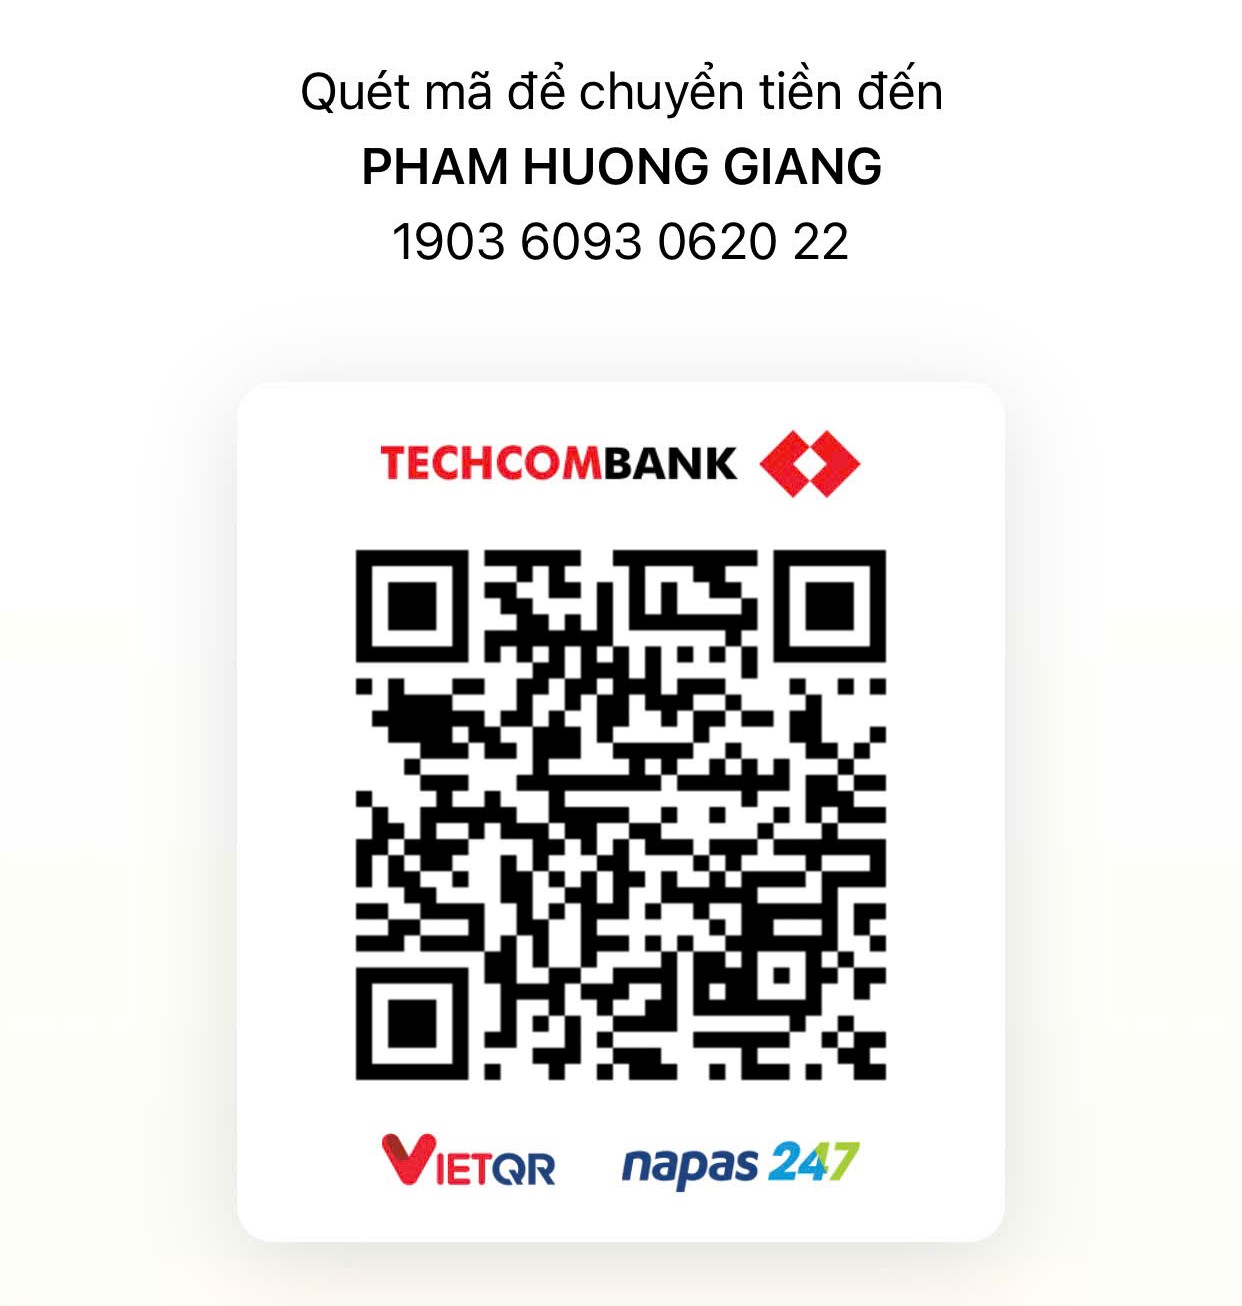 Quét mã để chuyển tiền đến
PHAM HUONG GIANG
1903 6093 0620 22
TECHCOMBANK
VIETQR
napas 247